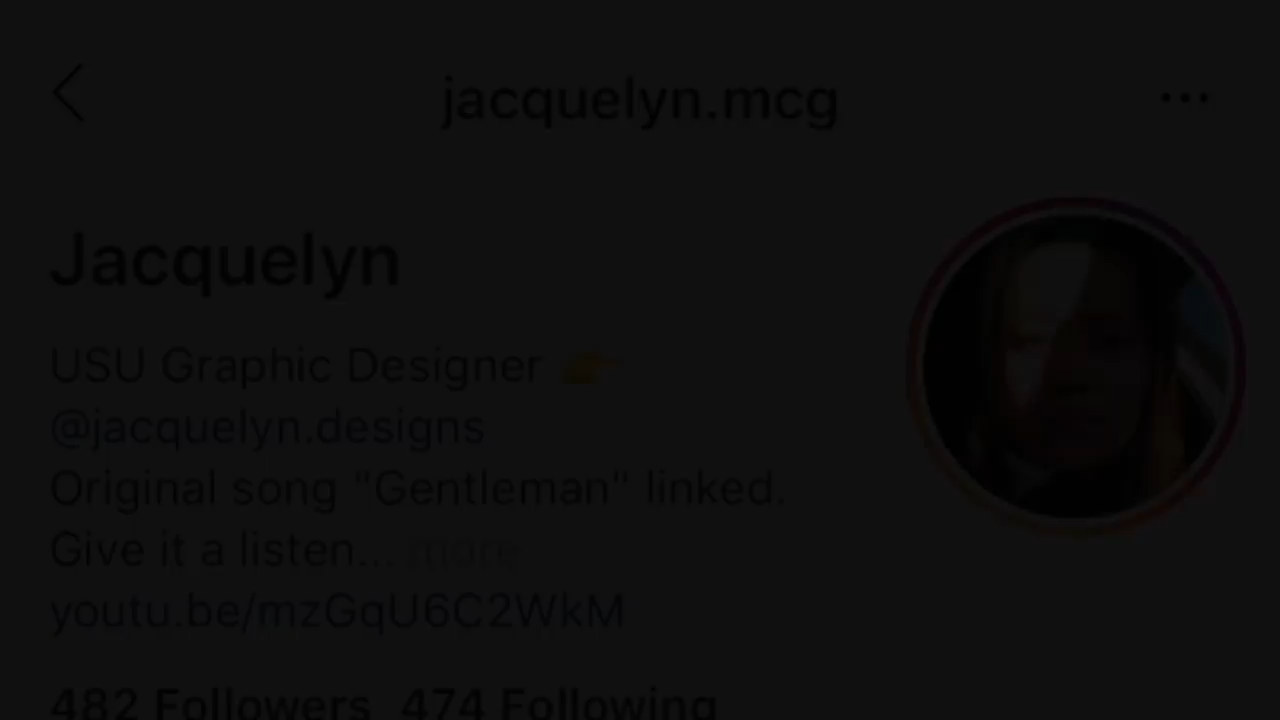 jacquelyn.mcg
Jacquelyn
USU Graphic Designer 👉
@jacquelyn.designs
Original song "Gentleman" linked.
Give it a listen... more
youtu.be/mzGqU6C2WkM
482 Followers 474 Following